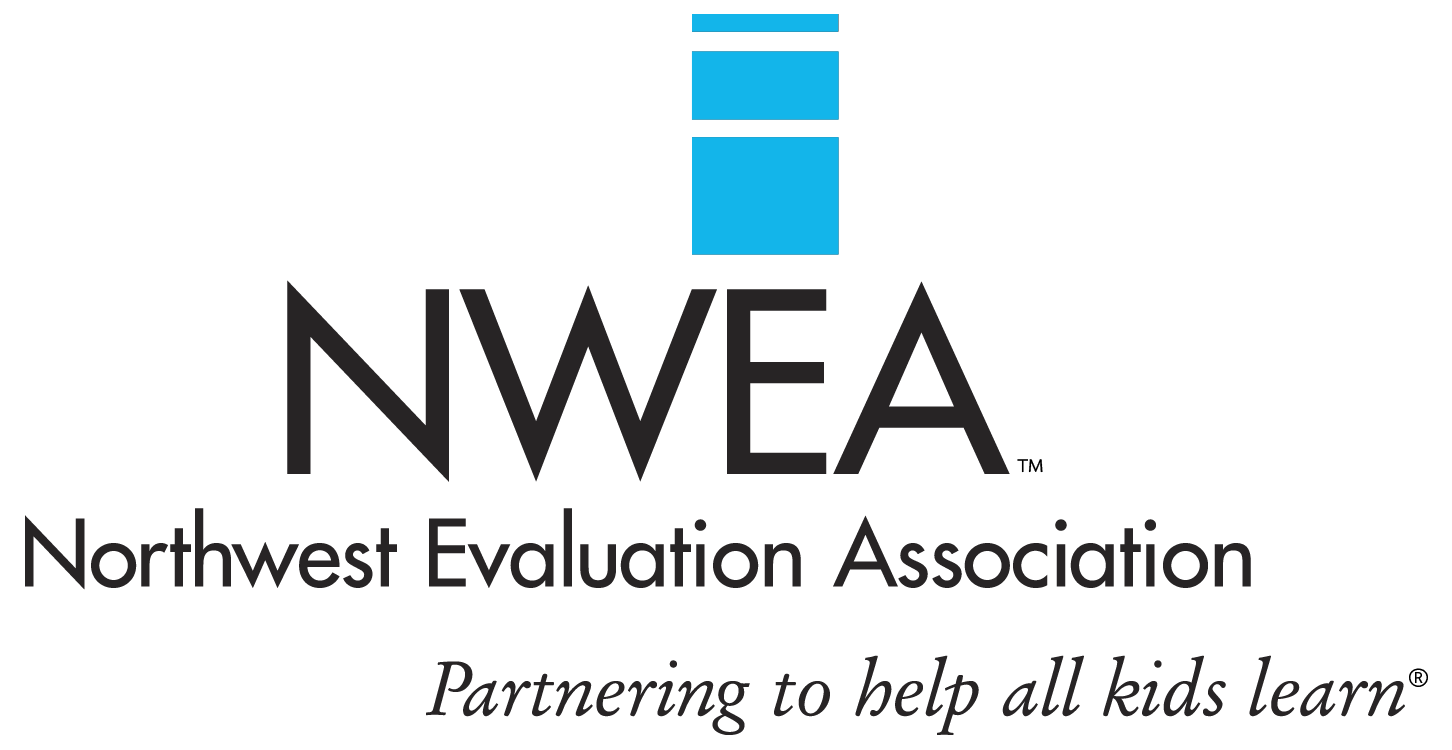 NWEA™
Northwest Evaluation Association
Partnering to help all kids learn®